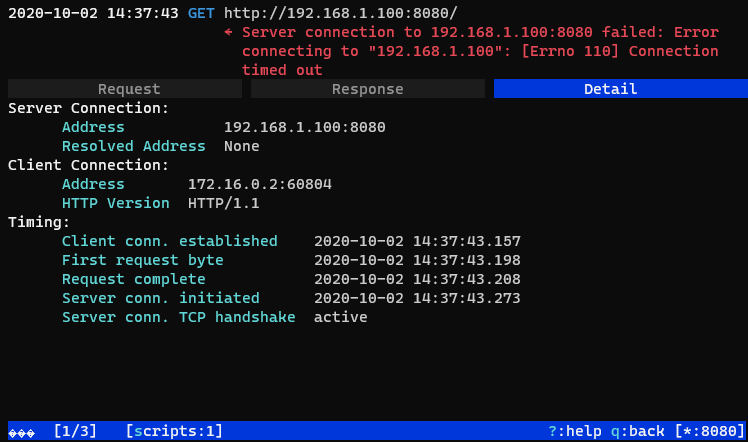 2020-10-02 14:37:43 GET http://192.168.1.100:8080/
← Server connection to 192.168.1.100:8080 failed: Error
connecting to "192.168.1.100": [Errno 110] Connection
timed out
Request Response Detail
Server Connection:
Address 192.168.1.100:8080
Resolved Address None
Client Connection:
Address 172.16.0.2:60804
HTTP Version HTTP/1.1
Timing:
Client conn. established 2020-10-02 14:37:43.157
First request byte 2020-10-02 14:37:43.198
Request complete 2020-10-02 14:37:43.208
Server conn. initiated 2020-10-02 14:37:43.273
Server conn. TCP handshake active
��� [1/3] [scripts:1] ?:help q:back [*:8080]